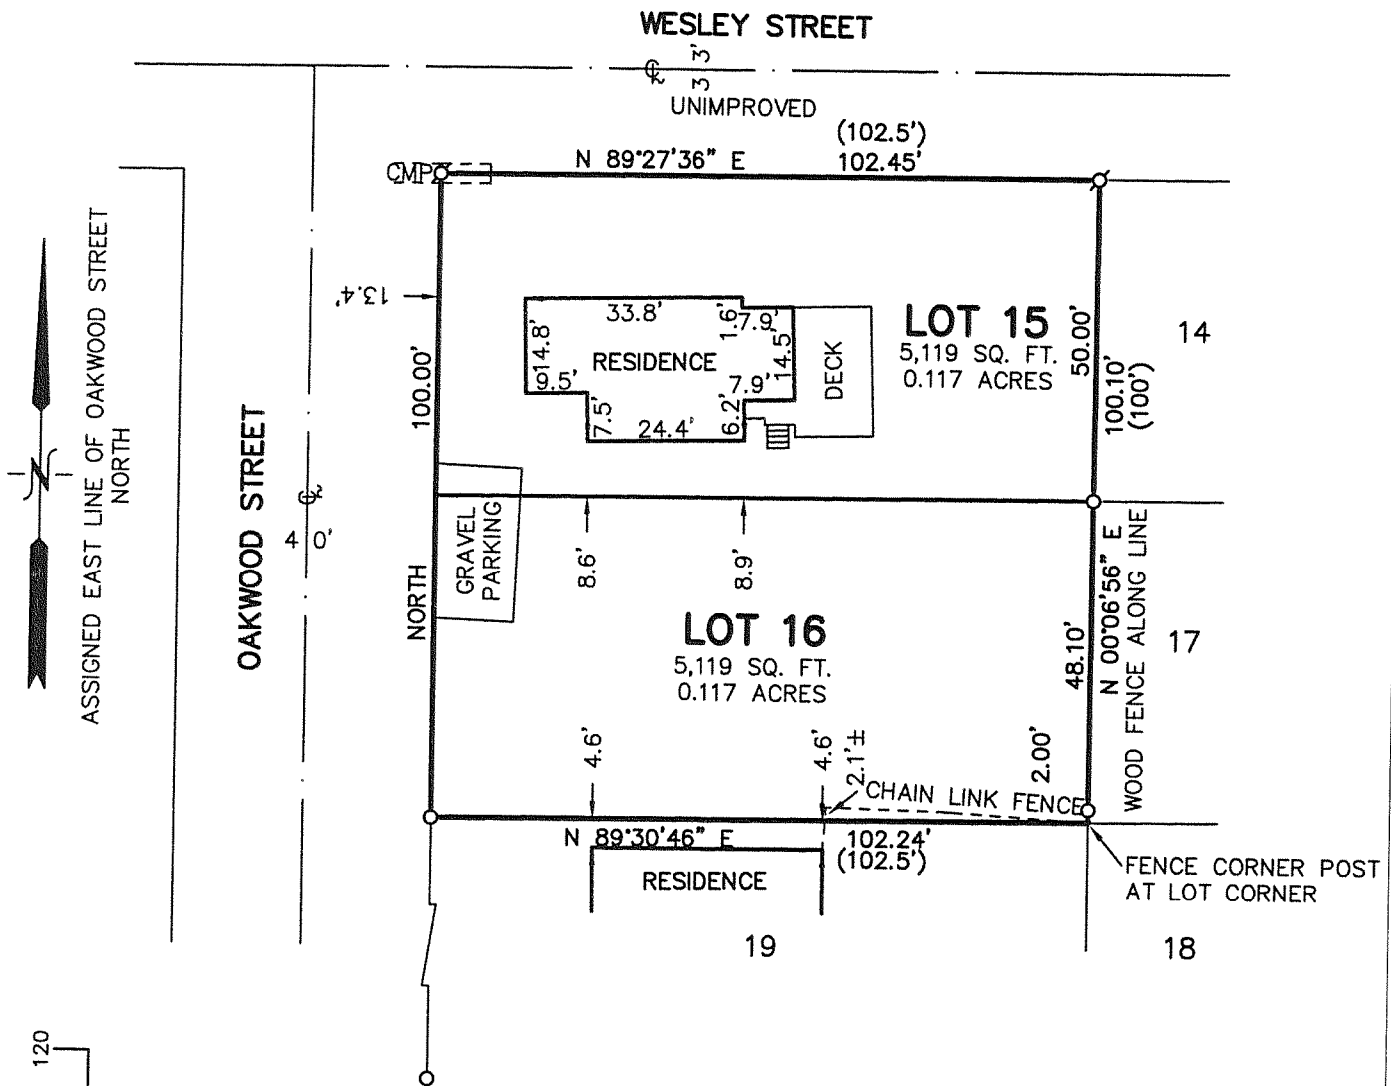 WESLEY STREET
3' 3'
UNIMPROVED
(102.5')
N 89°27'36" E 102.45'
CMP
13.4'
100.00'
NORTH
ASSIGNED EAST LINE OF OAKWOOD STREET
NORTH
N
OAKWOOD STREET
40'
33.8'
1.6'
7.9'
14.8'
RESIDENCE
14.5'
DECK
9.5'
7.9'
7.5'
24.4'
6.2'
LOT 15
5,119 SQ. FT.
0.117 ACRES
50.00'
100.10'
(100')
14
GRAVEL
PARKING
8.6'
8.9'
LOT 16
5,119 SQ. FT.
0.117 ACRES
48.10'
N 00°06'56" E
WOOD FENCE ALONG LINE
17
4.6'
4.6'
2.1'±
2.00'
CHAIN LINK FENCE
N 89°30'46" E 102.24'
(102.5')
RESIDENCE
FENCE CORNER POST
AT LOT CORNER
19
18
120